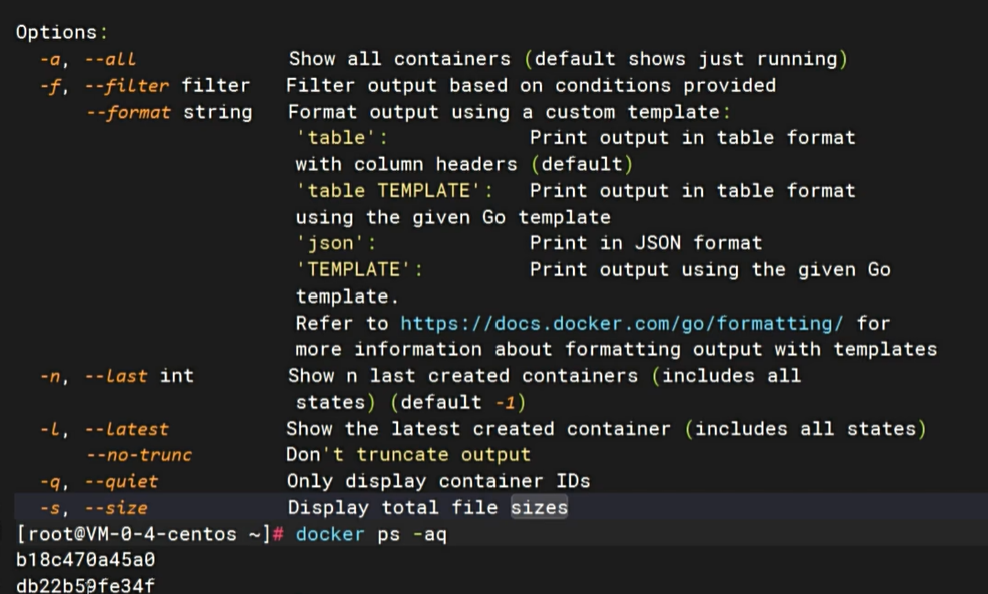 Options:
-a, --all Show all containers (default shows just running)
-f, --filter filter Filter output based on conditions provided
--format string Format output using a custom template:
'table': Print output in table format
with column headers (default)
'table TEMPLATE': Print output in table format
using the given Go template
'json': Print in JSON format
'TEMPLATE': Print output using the given Go
template.
Refer to https://docs.docker.com/go/formatting/ for
more information about formatting output with templates
-n, --last int Show n last created containers (includes all
states) (default -1)
-l, --latest Show the latest created container (includes all states)
--no-trunc Don't truncate output
-q, --quiet Only display container IDs
-s, --size Display total file sizes
[root@VM-0-4-centos ~]# docker ps -aq
b18c470a45a0
db22b59fe34f